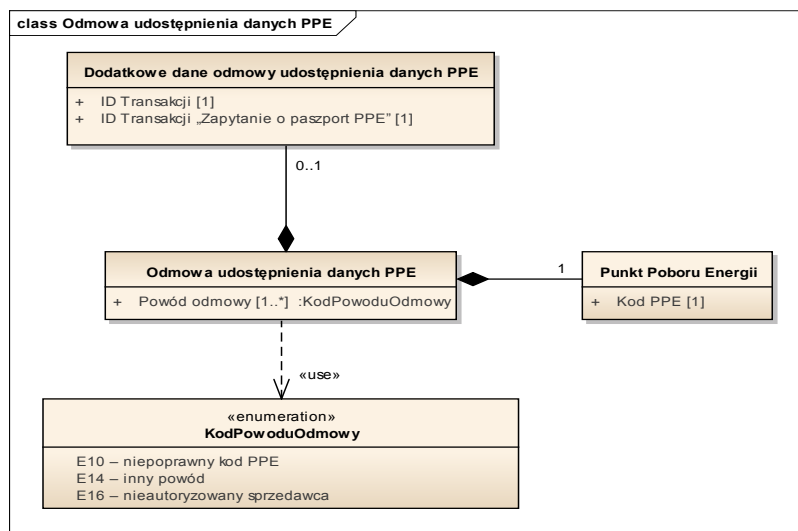 class Odmowa udostępnienia danych PPE
Dodatkowe dane odmowy udostępnienia danych PPE
+ ID Transakcji [1]
+ ID Transakcji „Zapytanie o paszport PPE” [1]
0..1
Odmowa udostępnienia danych PPE
+ Powód odmowy [1..*] :KodPowoduOdmowy
1
Punkt Poboru Energii
+ Kod PPE [1]
«use»
«enumeration»
KodPowoduOdmowy
E10 – niepoprawny kod PPE
E14 – inny powód
E16 – nieautoryzowany sprzedawca